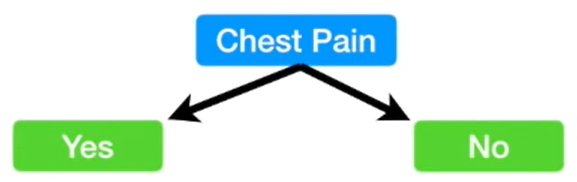 Chest Pain
Yes
No